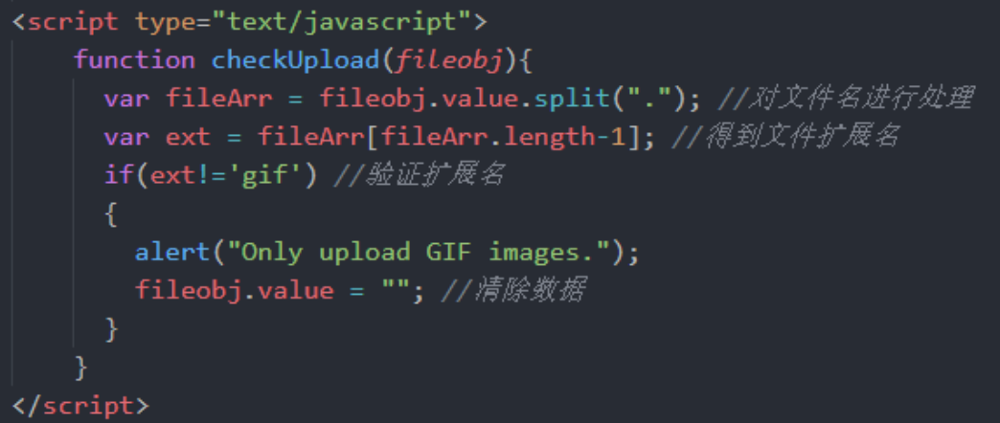 <script type="text/javascript">
function checkUpload(fileobj){
var fileArr = fileobj.value.split("."); //对文件名进行处理
var ext = fileArr[fileArr.length-1]; //得到文件扩展名
if(ext!='gif') //验证扩展名
{
alert("Only upload GIF images.");
fileobj.value = ""; //清除数据
}
}
</script>